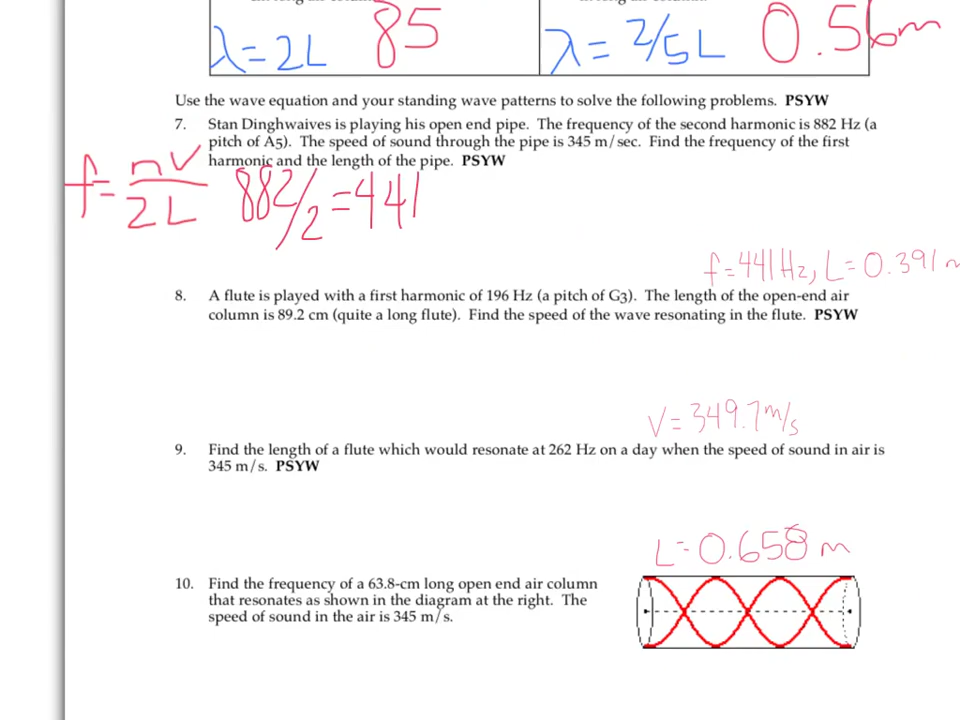 85
0.56m
λ=2L
λ= 2/5 L
Use the wave equation and your standing wave patterns to solve the following problems. PSYW
7. Stan Dinghwaives is playing his open end pipe. The frequency of the second harmonic is 882 Hz (a
pitch of A5). The speed of sound through the pipe is 345 m/sec. Find the frequency of the first
harmonic and the length of the pipe. PSYW
f= nV/2L 882/2=441
f=441Hz, L=0.391 m
8. A flute is played with a first harmonic of 196 Hz (a pitch of G3). The length of the open-end air
column is 89.2 cm (quite a long flute). Find the speed of the wave resonating in the flute. PSYW
V=349.7m/s
9. Find the length of a flute which would resonate at 262 Hz on a day when the speed of sound in air is
345 m/s. PSYW
L=0.658 m
10. Find the frequency of a 63.8-cm long open end air column
that resonates as shown in the diagram at the right. The
speed of sound in the air is 345 m/s.